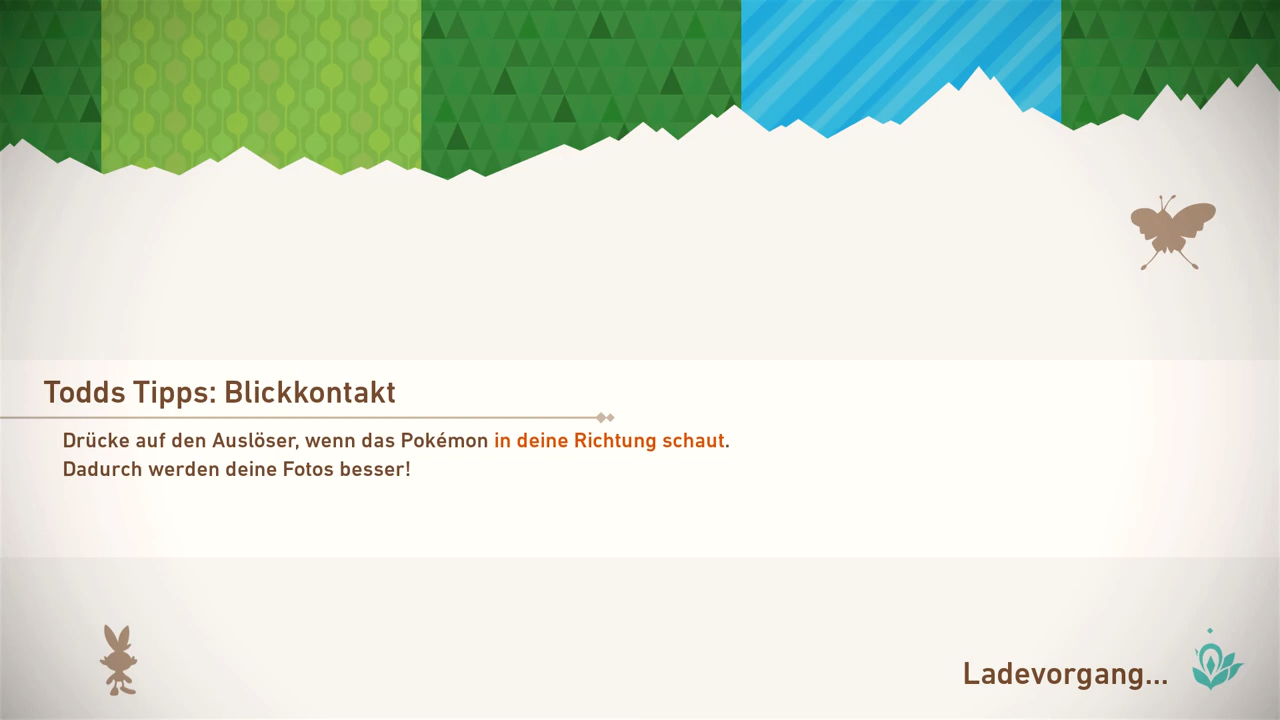 Todds Tipps: Blickkontakt
Drücke auf den Auslöser, wenn das Pokémon in deine Richtung schaut.
Dadurch werden deine Fotos besser!
Ladevorgang...